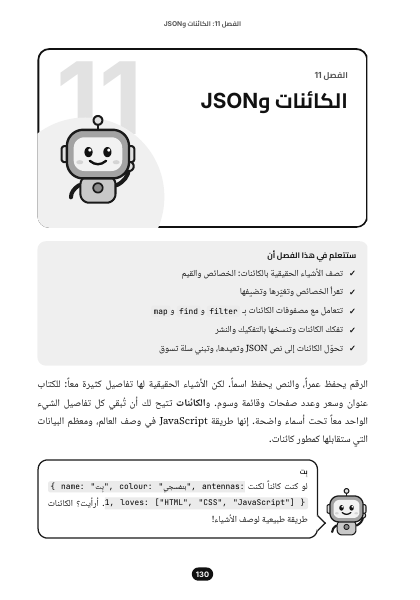 الفصل 11: الكائنات وJSON
11
الفصل 11
الكائنات وJSON
ستتعلم في هذا الفصل أن
✓ تصف الأشياء الحقيقية بالكائنات: الخصائص والقيم
✓ تقرأ الخصائص وتغيّرها وتضيفها
✓ تتعامل مع مصفوفات الكائنات بـ filter و find و map
✓ تفكك الكائنات وتنسخها بالتفكيك والنشر
✓ تحوّل الكائنات إلى نص JSON وتعيدها، وتبني سلة تسوق
الرقم يحفظ عمراً، والنص يحفظ اسماً. لكن الأشياء الحقيقية لها تفاصيل كثيرة معاً: للكتاب
عنوان وسعر وعدد صفحات وقائمة وسوم. والكائنات تتيح لك أن تُبقي كل تفاصيل الشيء
الواحد معاً تحت أسماء واضحة. إنها طريقة JavaScript في وصف العالم، ومعظم البيانات
التي ستقابلها كمطور كائنات.
بت
لو كنت كائناً لكنت { name: "بت", colour: "بنفسجي", antennas:
1, loves: ["HTML", "CSS", "JavaScript"] }. أرأيت؟ الكائنات
طريقة طبيعية لوصف الأشياء!
130